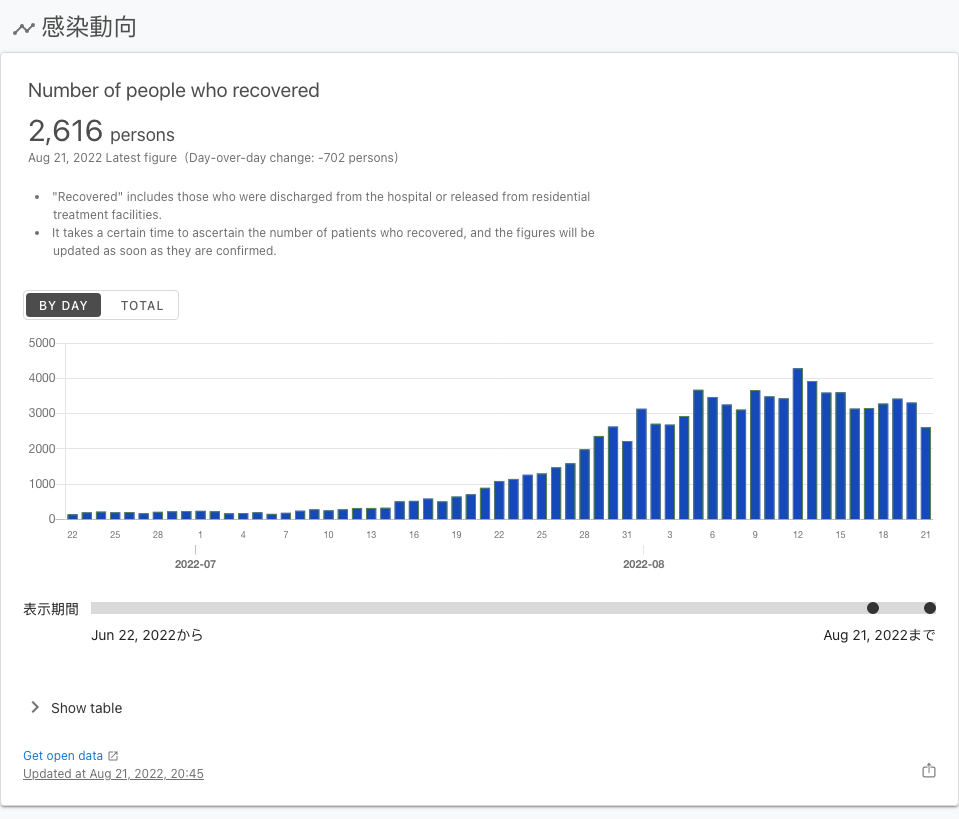 感染動向
Number of people who recovered
2,616 persons
Aug 21, 2022 Latest figure (Day-over-day change: -702 persons)
• "Recovered" includes those who were discharged from the hospital or released from residential
treatment facilities.
• It takes a certain time to ascertain the number of patients who recovered, and the figures will be
updated as soon as they are confirmed.
BY DAY TOTAL
5000
4000
3000
2000
1000
0
22 25 28 1 4 7 10 13 16 19 22 25 28 31 3 6 9 12 15 18 21
2022-07 2022-08
表示期間
Jun 22, 2022から Aug 21, 2022まで
Show table
Get open data
Updated at Aug 21, 2022, 20:45